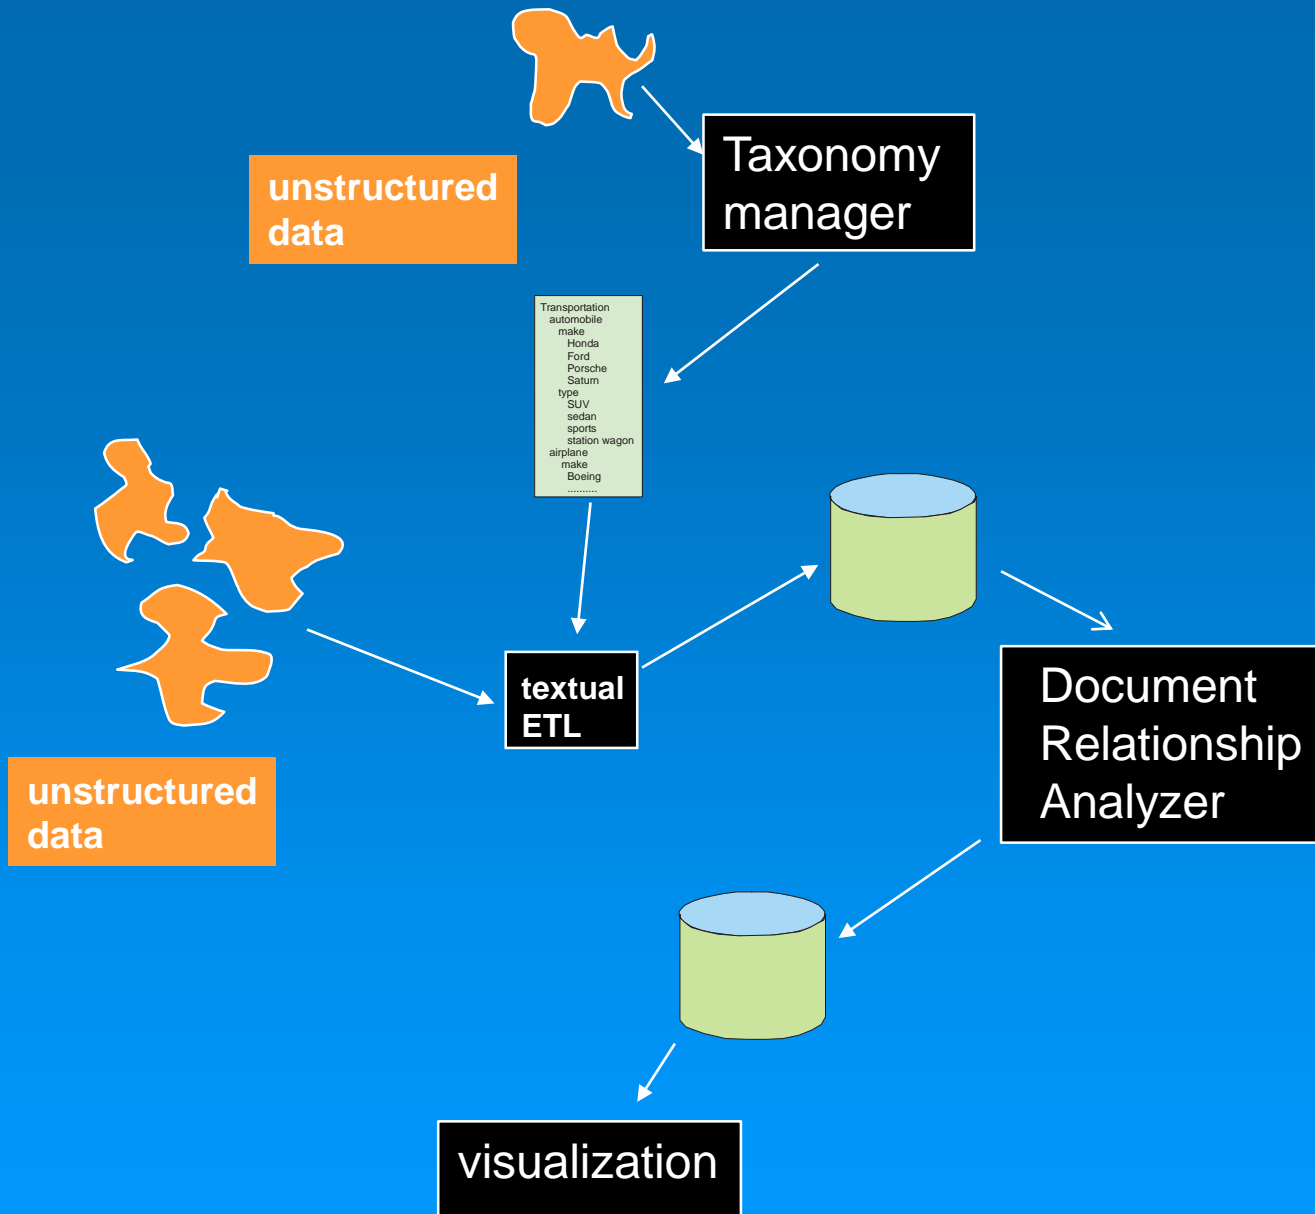 unstructured
data
Taxonomy
manager
Transportation
automobile
make
Honda
Ford
Porsche
Saturn
type
SUV
sedan
sports
station wagon
airplane
make
Boeing
..........
textual
ETL
unstructured
data
Document
Relationship
Analyzer
visualization